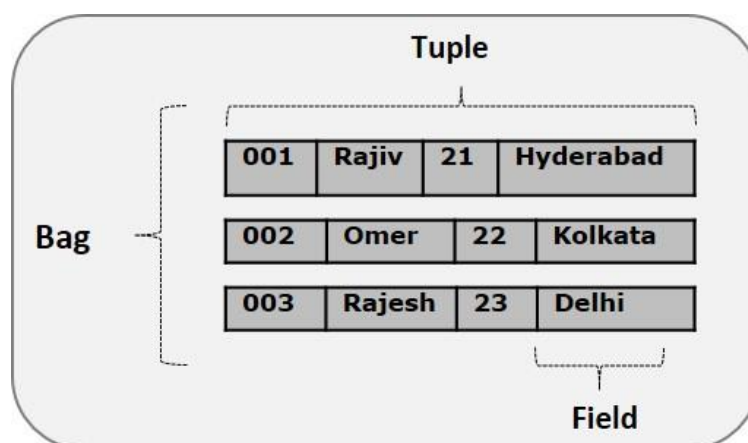 Tuple
001 Rajiv 21 Hyderabad
Bag
002 Omer 22 Kolkata
003 Rajesh 23 Delhi
Field